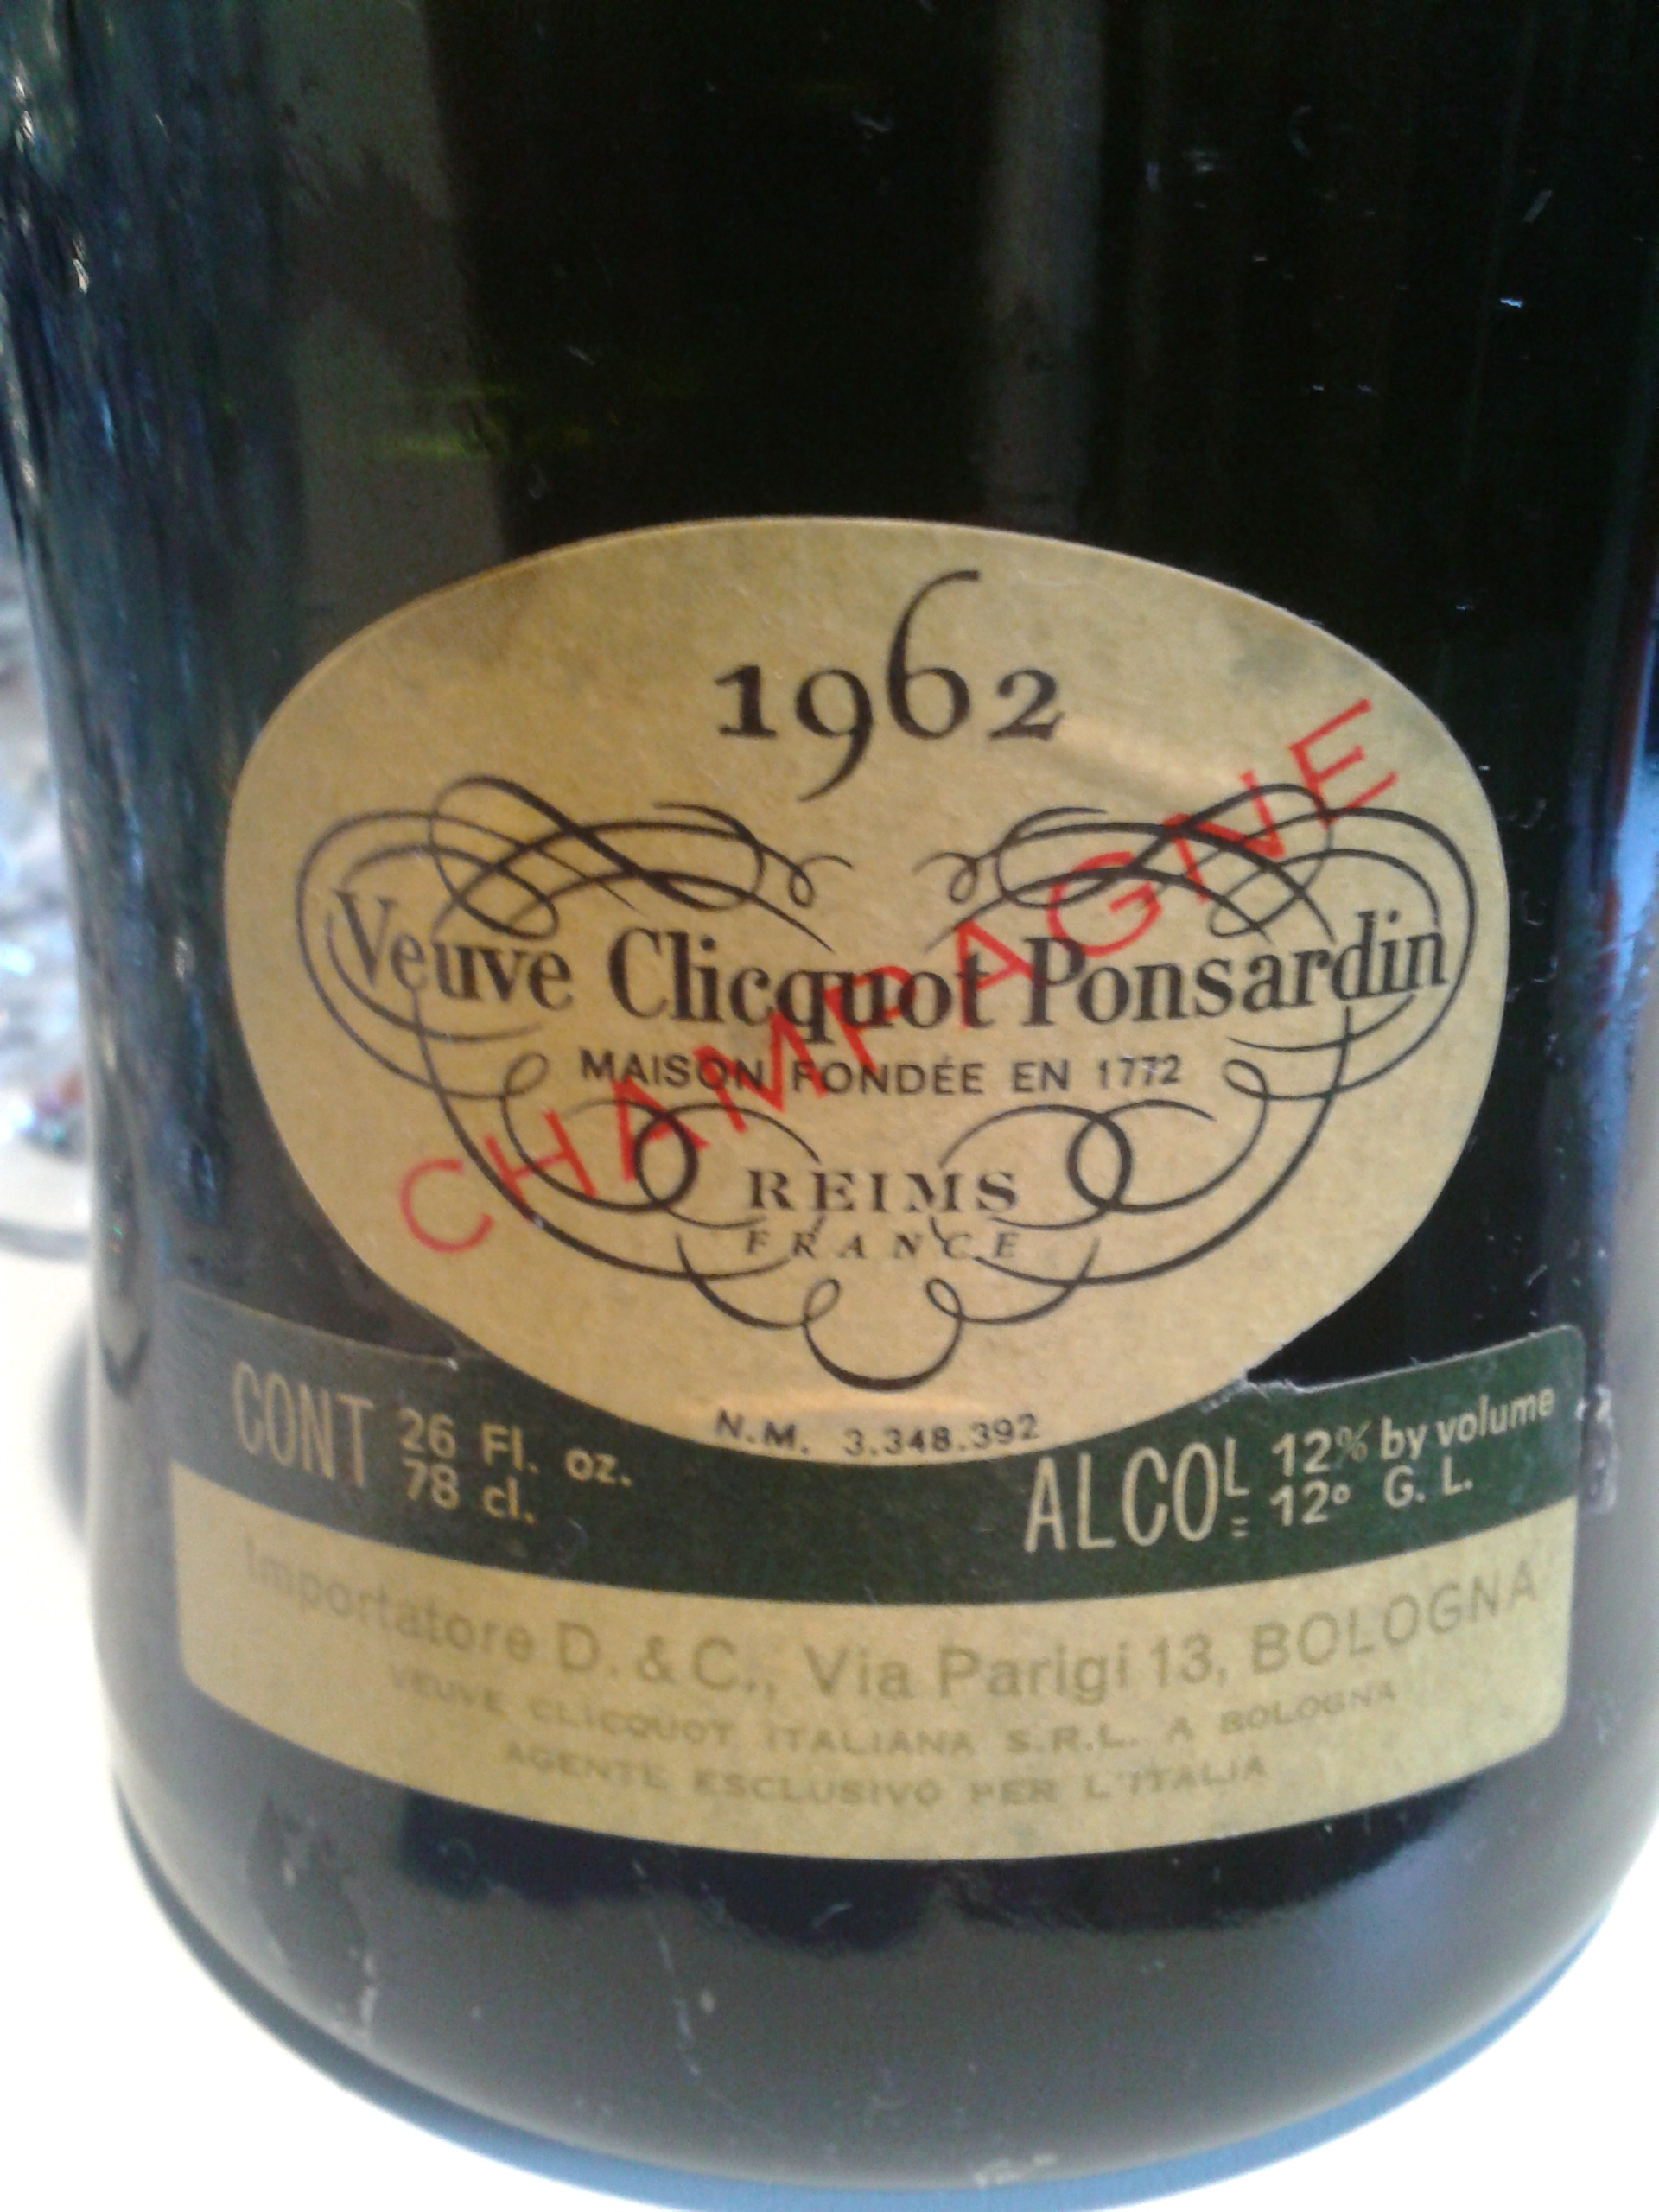 1962
CHAMPAGNE
Veuve Clicquot Ponsardin
MAISON FONDÉE EN 1772
REIMS
FRANCE
N.M. 3.348.392
CONT 26 Fl. oz.
78 cl.
ALCOL 12% by volume
= 12° G. L.
Importatore D. & C., Via Parigi 13, BOLOGNA
VEUVE CLICQUOT ITALIANA S.R.L. A BOLOGNA
AGENTE ESCLUSIVO PER L'ITALIA